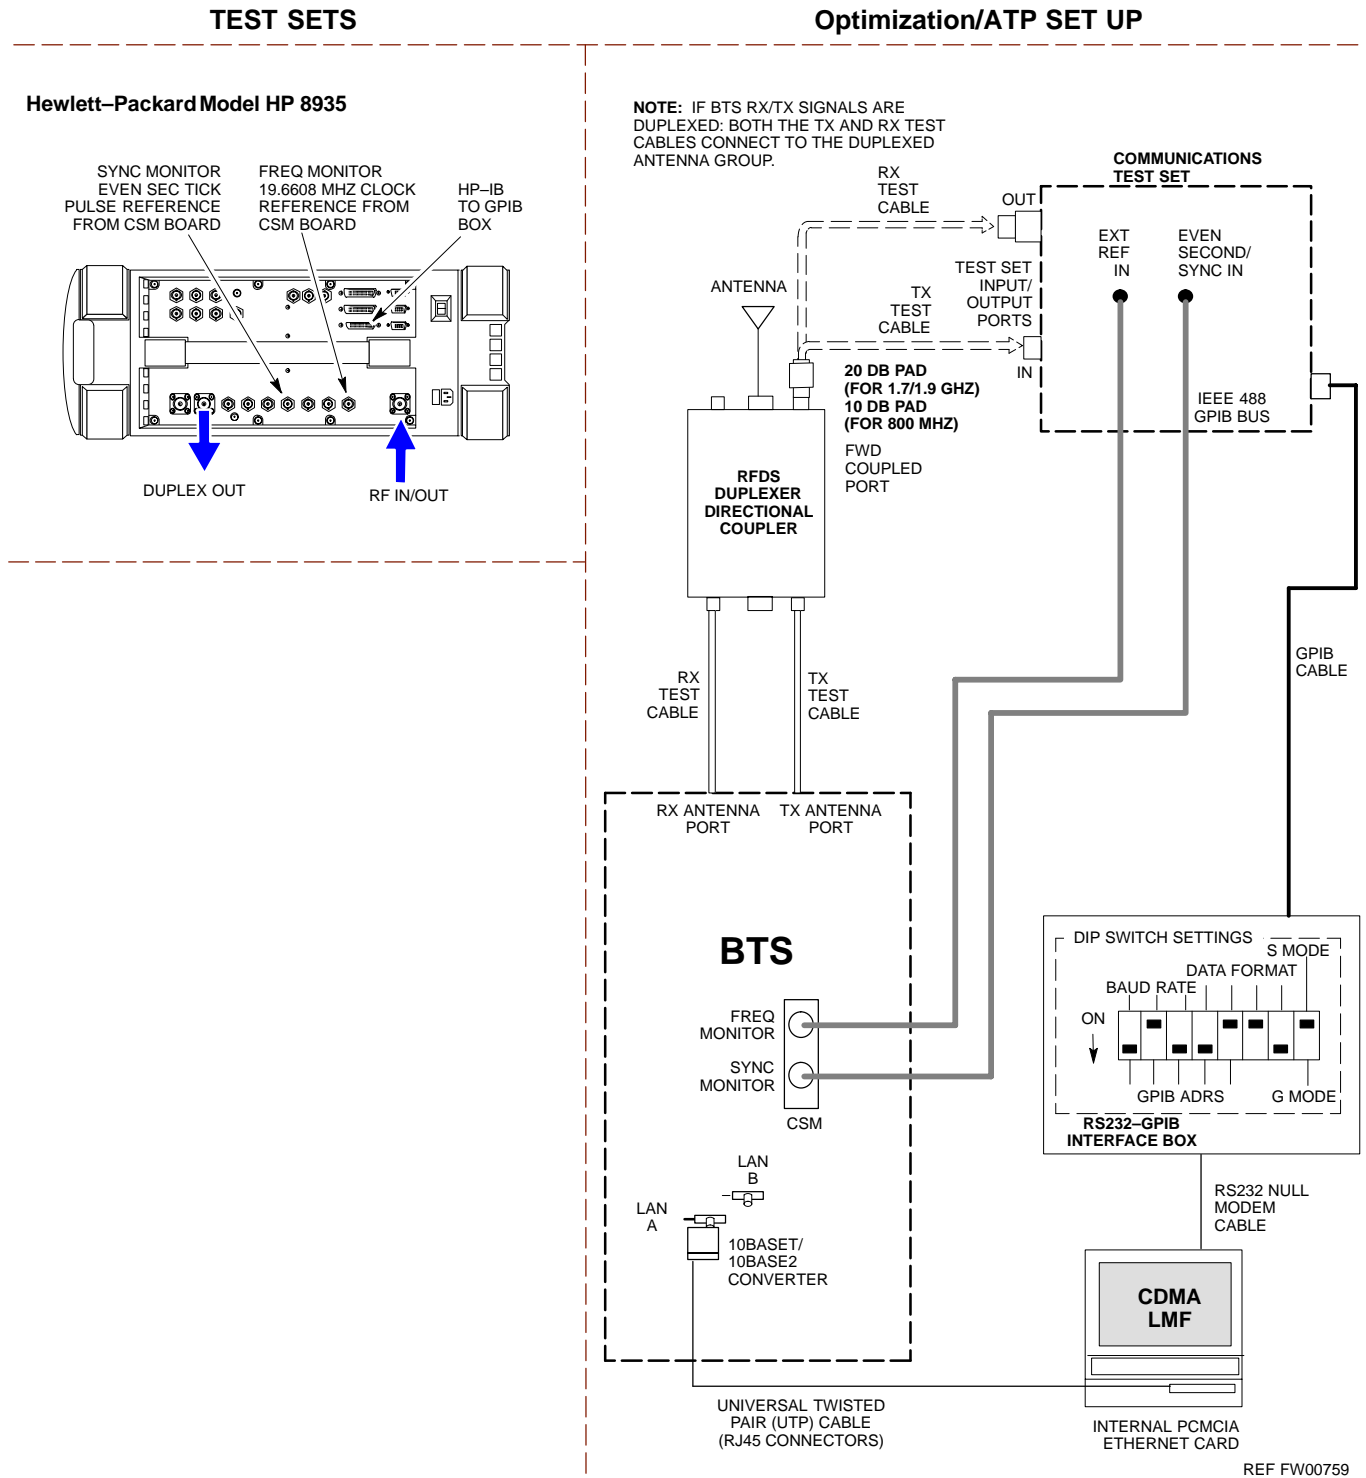 TEST SETS
Optimization/ATP SET UP
Hewlett–Packard Model HP 8935
SYNC MONITOR
EVEN SEC TICK
PULSE REFERENCE
FROM CSM BOARD
FREQ MONITOR
19.6608 MHZ CLOCK
REFERENCE FROM
CSM BOARD
HP–IB
TO GPIB
BOX
DUPLEX OUT
RF IN/OUT
NOTE: IF BTS RX/TX SIGNALS ARE
DUPLEXED: BOTH THE TX AND RX TEST
CABLES CONNECT TO THE DUPLEXED
ANTENNA GROUP.
RX
TEST
CABLE
COMMUNICATIONS
TEST SET
OUT
EXT
REF
IN
EVEN
SECOND/
SYNC IN
TEST SET
INPUT/
OUTPUT
PORTS
ANTENNA
TX
TEST
CABLE
IN
20 DB PAD
(FOR 1.7/1.9 GHZ)
10 DB PAD
(FOR 800 MHZ)
IEEE 488
GPIB BUS
FWD
COUPLED
PORT
RFDS
DUPLEXER
DIRECTIONAL
COUPLER
GPIB
CABLE
RX
TEST
CABLE
TX
TEST
CABLE
RX ANTENNA
PORT
TX ANTENNA
PORT
BTS
FREQ
MONITOR
SYNC
MONITOR
CSM
DIP SWITCH SETTINGS
S MODE
DATA FORMAT
BAUD RATE
ON
GPIB ADRS
G MODE
RS232–GPIB
INTERFACE BOX
LAN
B
LAN
A
10BASET/
10BASE2
CONVERTER
RS232 NULL
MODEM
CABLE
CDMA
LMF
UNIVERSAL TWISTED
PAIR (UTP) CABLE
(RJ45 CONNECTORS)
INTERNAL PCMCIA
ETHERNET CARD
REF FW00759